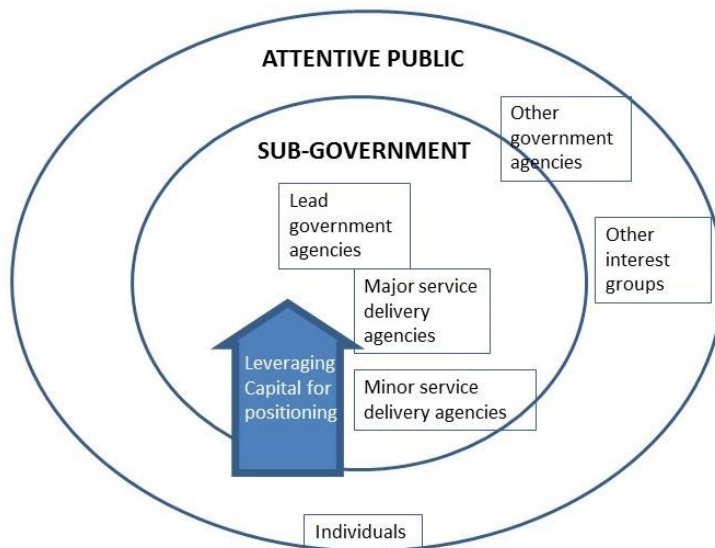 ATTENTIVE PUBLIC
Other
government
agencies
SUB-GOVERNMENT
Lead
government
agencies
Other
interest
groups
Major service
delivery
agencies
Leveraging
Capital for
positioning
Minor service
delivery agencies
Individuals